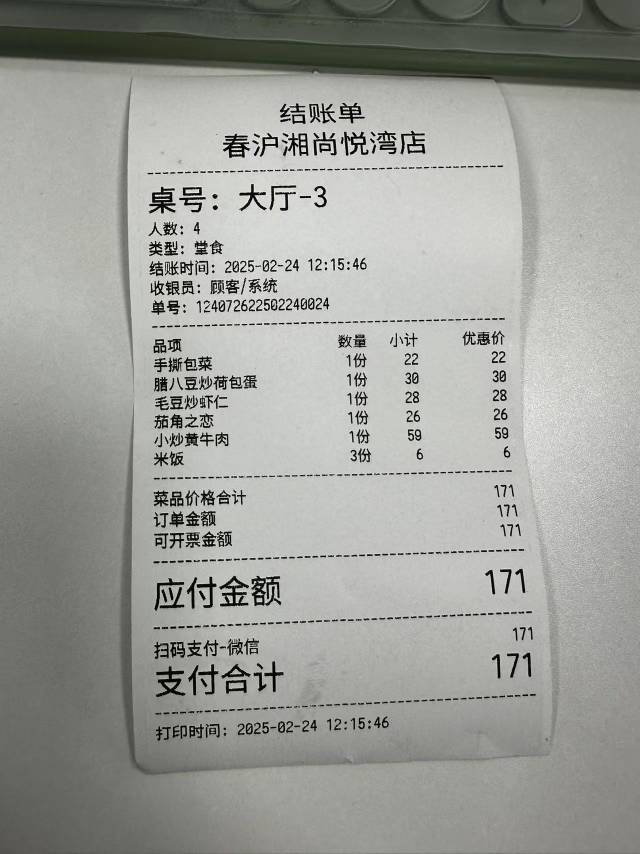 结账单
春沪湘尚悦湾店
桌号：大厅-3
人数：4
类型：堂食
结账时间：2025-02-24 12:15:46
收银员：顾客/系统
单号：124072622502240024
品项 数量 小计 优惠价
手撕包菜 1份 22 22
腊八豆炒荷包蛋 1份 30 30
毛豆炒虾仁 1份 28 28
茄角之恋 1份 26 26
小炒黄牛肉 1份 59 59
米饭 3份 6 6
菜品价格合计 171
订单金额 171
可开票金额 171
应付金额 171
扫码支付-微信 171
支付合计 171
打印时间：2025-02-24 12:15:46